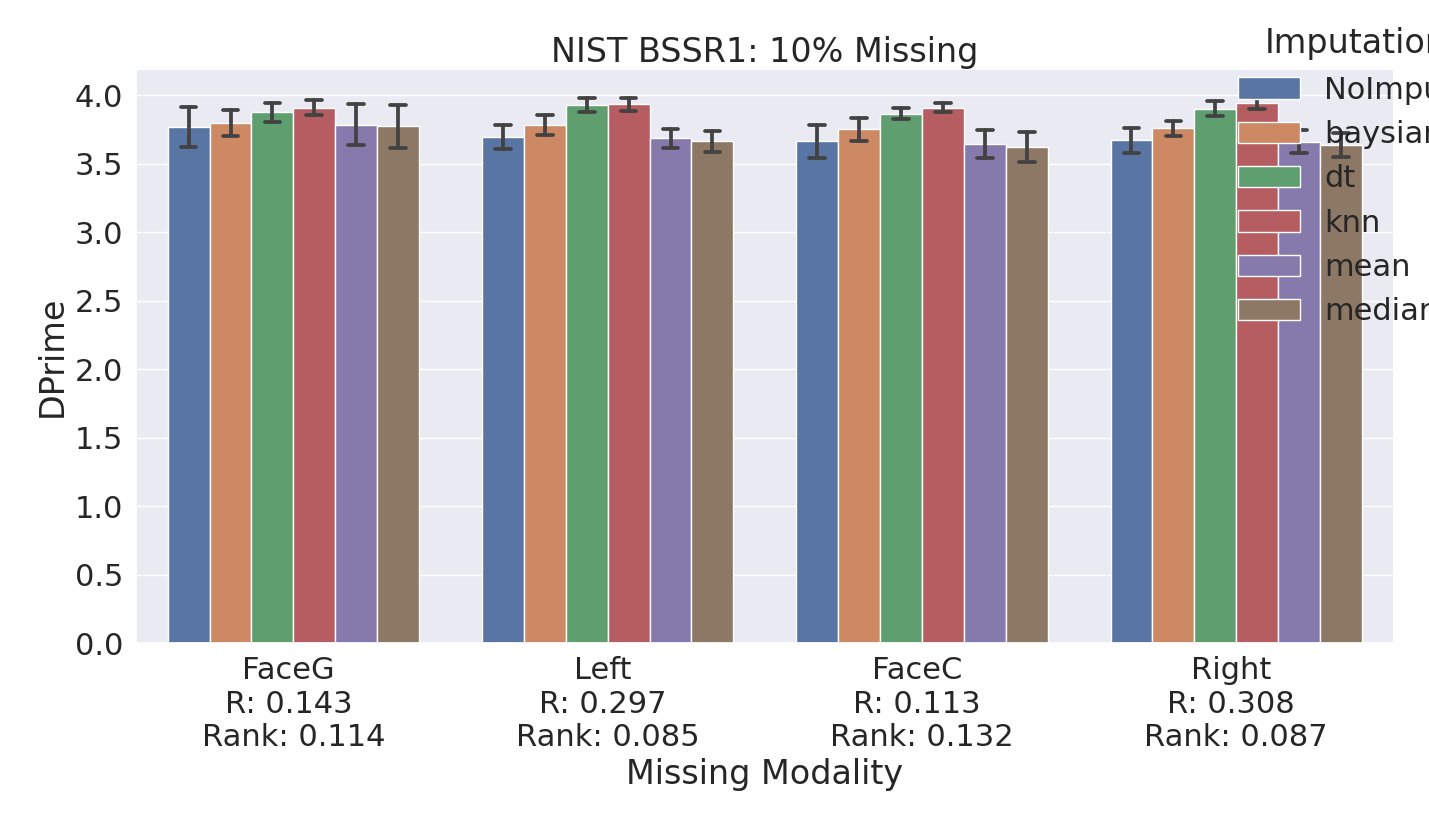 NIST BSSR1: 10% Missing
Imputation
NoImpu
baysian
dt
knn
mean
median
DPrime
4.0
3.5
3.0
2.5
2.0
1.5
1.0
0.5
0.0
FaceG
R: 0.143
Rank: 0.114
Left
R: 0.297
Rank: 0.085
FaceC
R: 0.113
Rank: 0.132
Right
R: 0.308
Rank: 0.087
Missing Modality